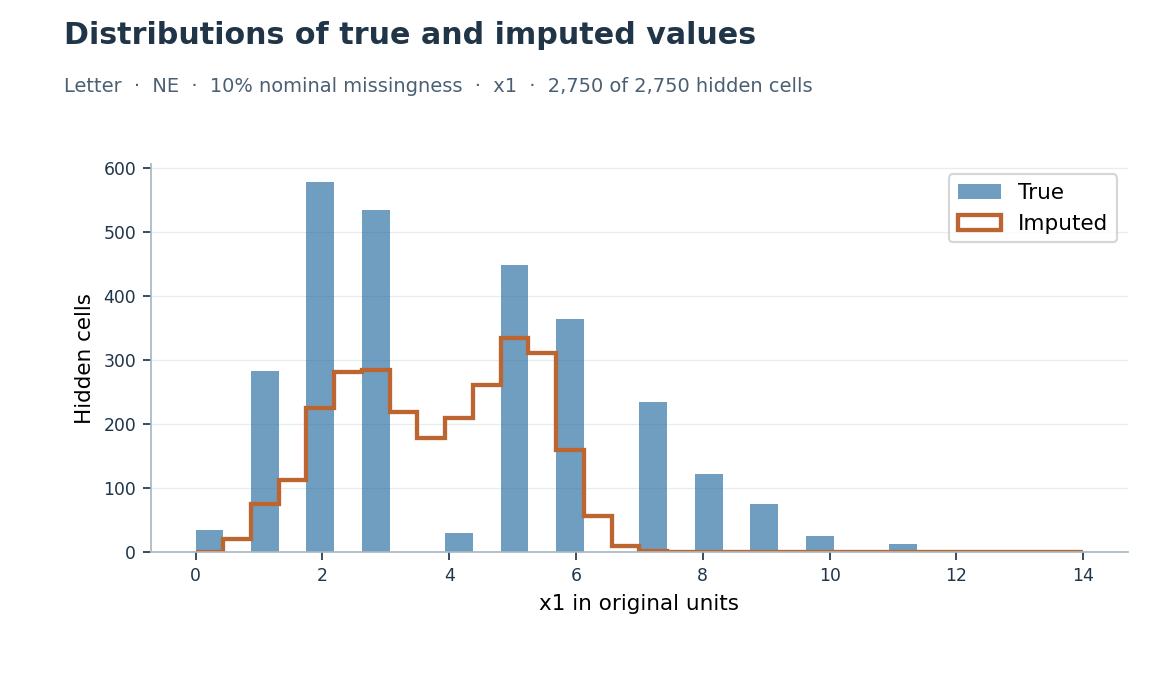 Distributions of true and imputed values
Letter · NE · 10% nominal missingness · x1 · 2,750 of 2,750 hidden cells
600
500
400
300
200
100
0
Hidden cells
True
Imputed
0 2 4 6 8 10 12 14
x1 in original units